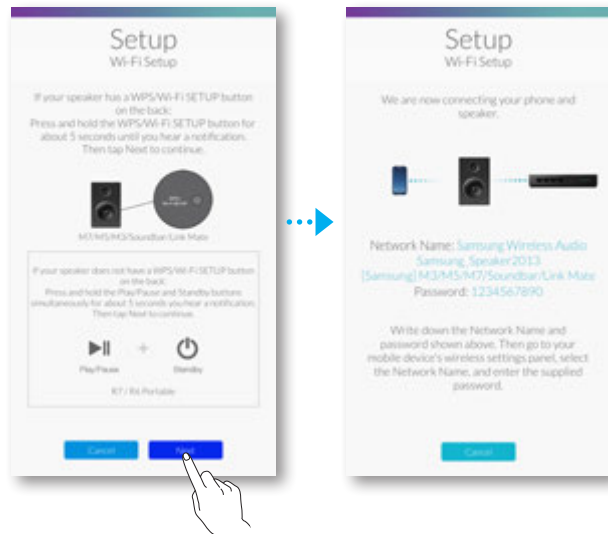 Setup
Wi-Fi Setup
If your speaker has a WPS/Wi-Fi SETUP button
on the back:
Press and hold the WPS/Wi-Fi SETUP button for
about 5 seconds until you hear a notification.
Then tap Next to continue.
M7/M5/M3/Soundbar/Link Mate
If your speaker does not have a WPS/Wi-Fi SETUP button
on the back:
Press and hold the Play/Pause and Standby buttons
simultaneously for about 5 seconds you hear a notification.
Then tap Next to continue.
+
Play/Pause
Standby
R7 / R6 Portable
Cancel
Next
Setup
Wi-Fi Setup
We are now connecting your phone and
speaker.
Network Name: Samsung Wireless Audio
Samsung_Speaker2013
[Samsung] M3/M5/M7/Soundbar/Link Mate
Password: 1234567890
Write down the Network Name and
password shown above. Then go to your
mobile device's wireless settings panel, select
the Network Name, and enter the supplied
password.
Cancel